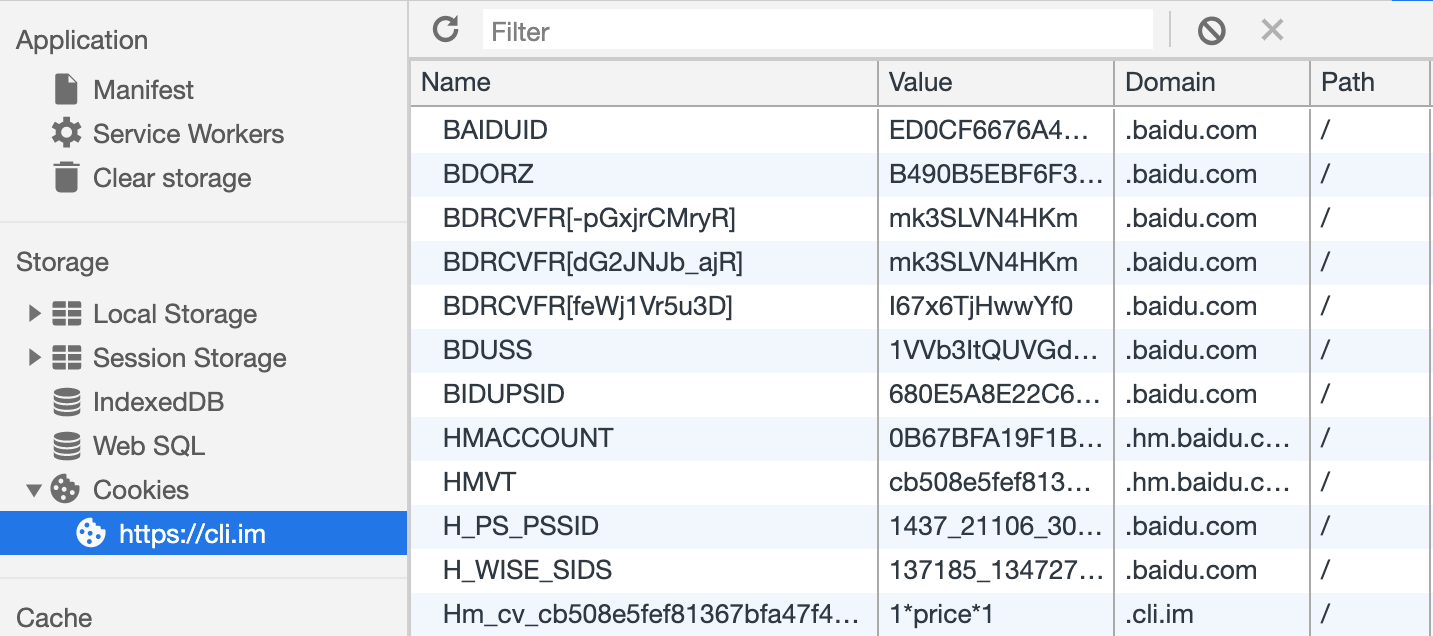 Application
Manifest
Service Workers
Clear storage
Storage
Local Storage
Session Storage
IndexedDB
Web SQL
Cookies
https://cli.im
Cache
Filter
Name Value Domain Path
BAIDUID ED0CF6676A4… .baidu.com /
BDORZ B490B5EBF6F3… .baidu.com /
BDRCVFR[-pGxjrCMryR] mk3SLVN4HKm .baidu.com /
BDRCVFR[dG2JNJb_ajR] mk3SLVN4HKm .baidu.com /
BDRCVFR[feWj1Vr5u3D] I67x6TjHwwYf0 .baidu.com /
BDUSS 1VVb3ItQUVGd… .baidu.com /
BIDUPSID 680E5A8E22C6… .baidu.com /
HMACCOUNT 0B67BFA19F1B… .hm.baidu.c… /
HMVT cb508e5fef813… .hm.baidu.c… /
H_PS_PSSID 1437_21106_30… .baidu.com /
H_WISE_SIDS 137185_134727… .baidu.com /
Hm_cv_cb508e5fef81367bfa47f4… 1*price*1 .cli.im /